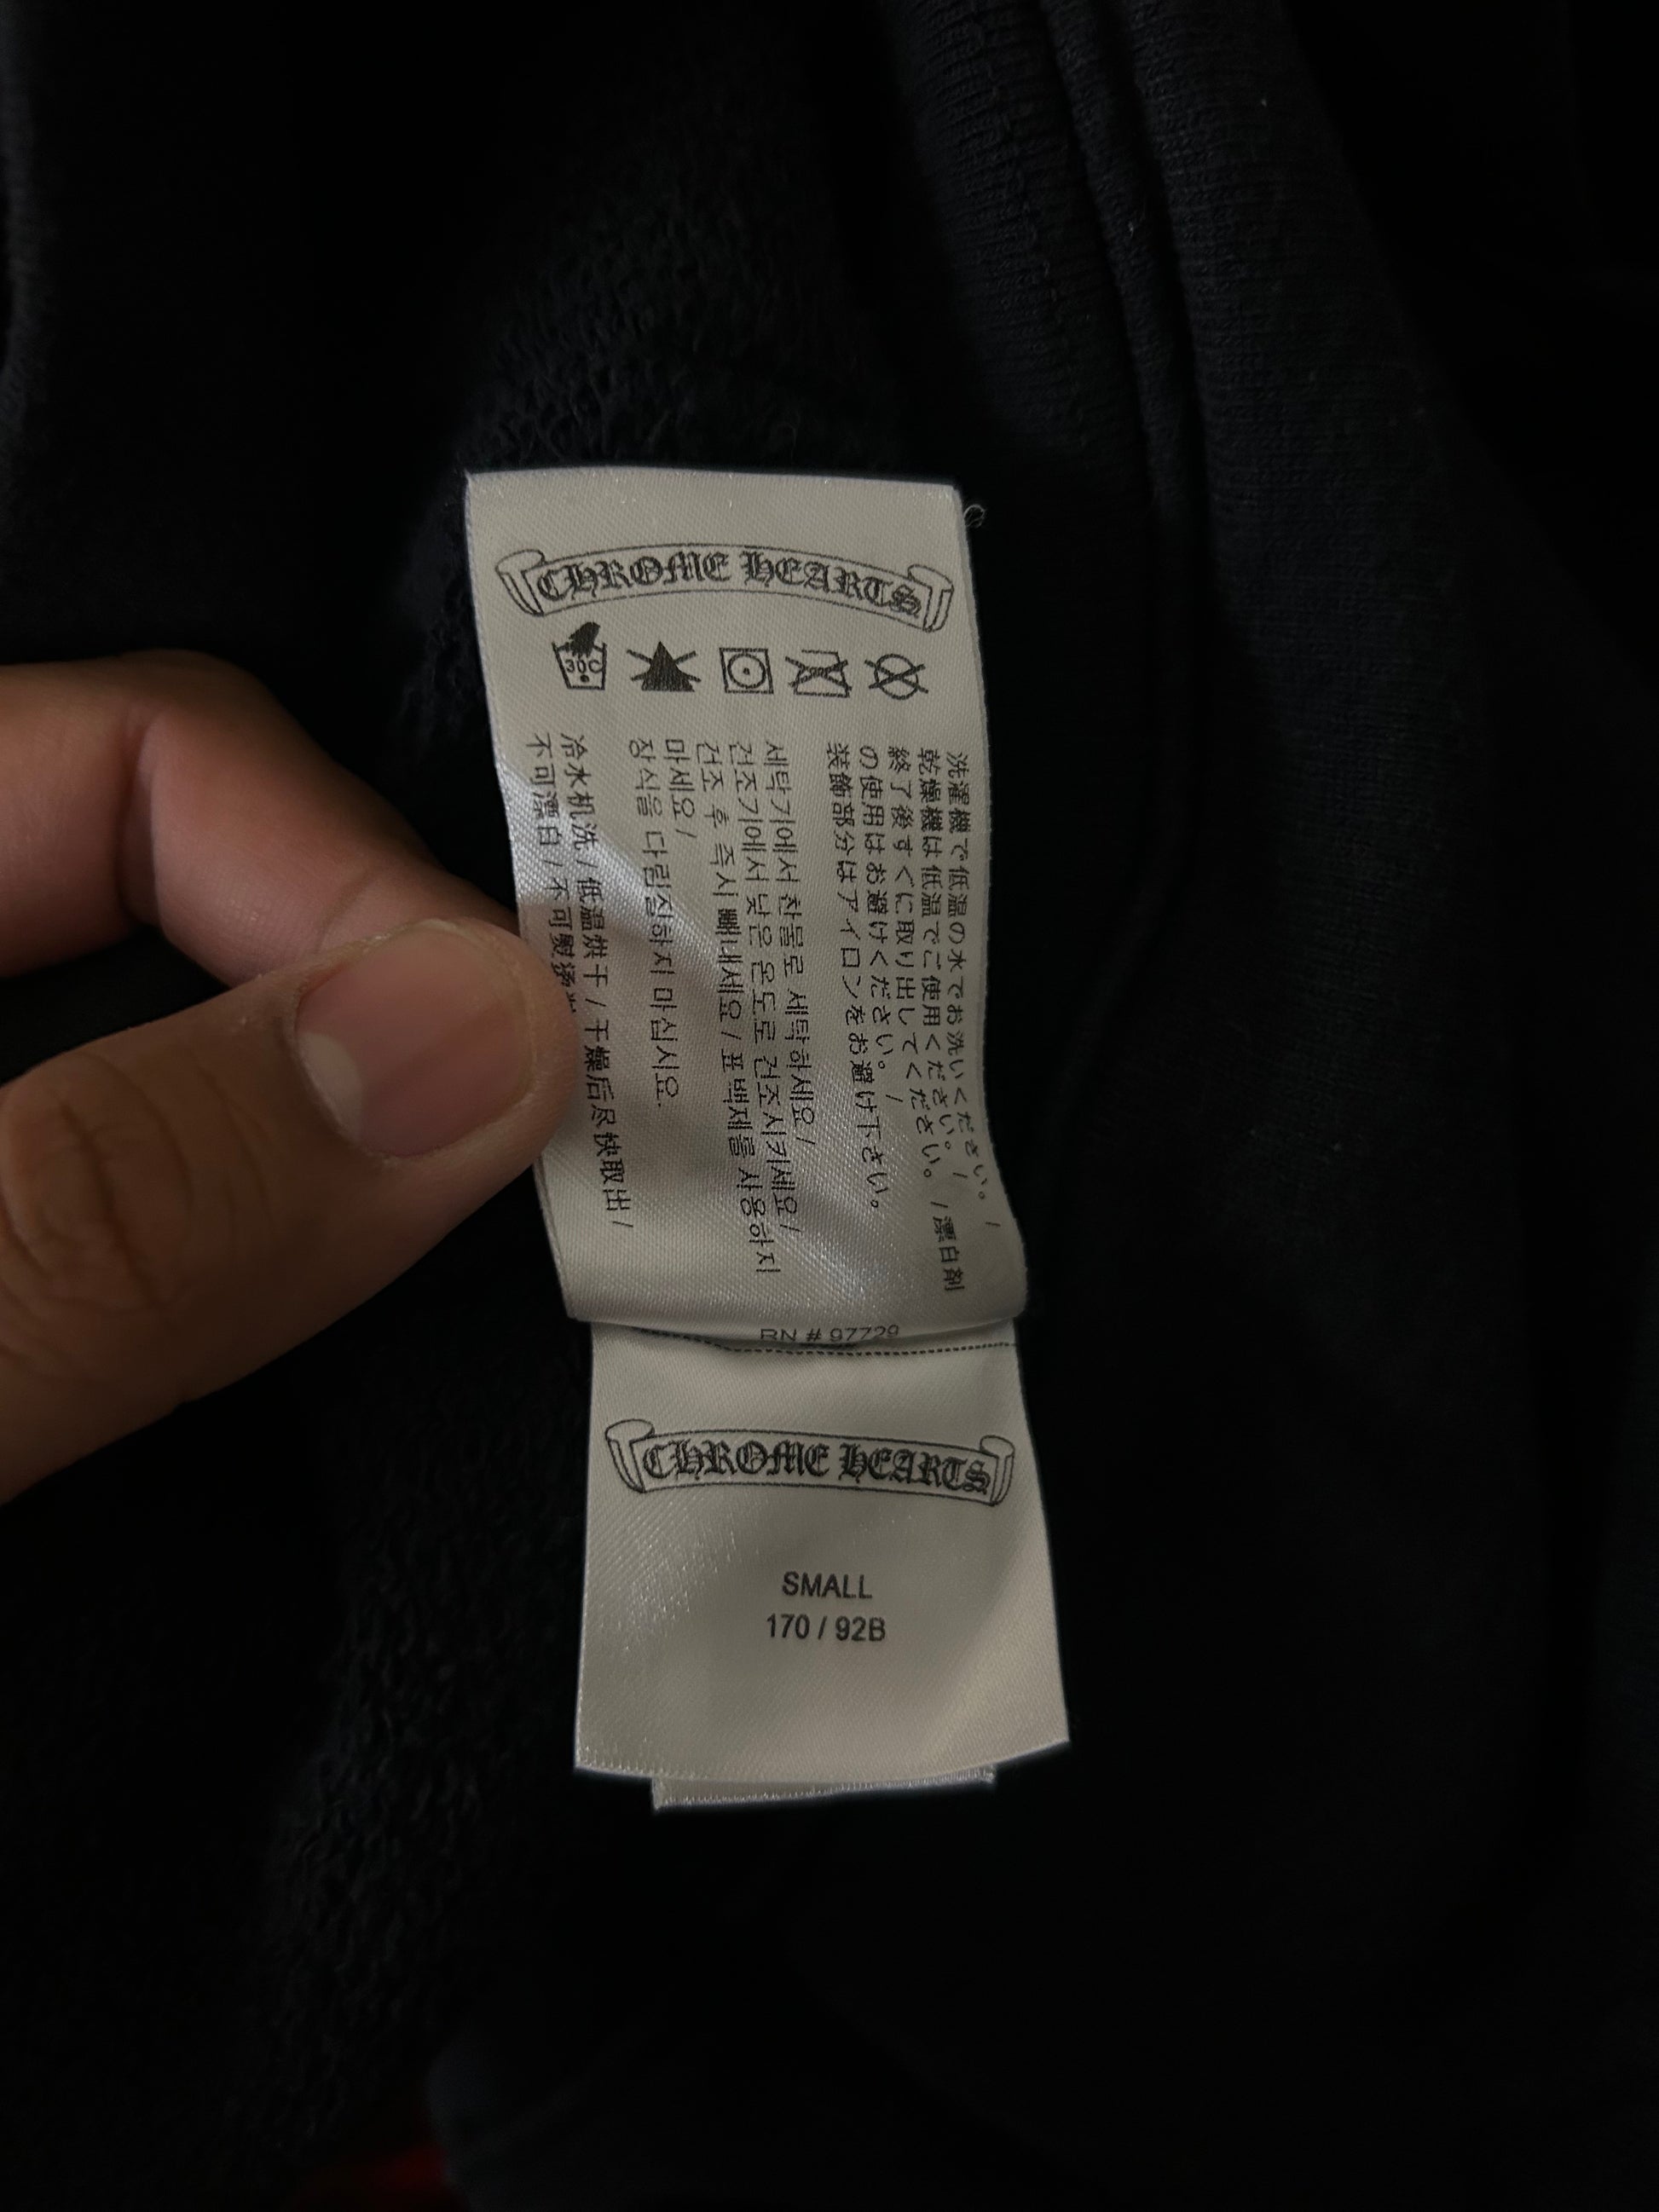 CHROME HEARTS
30C
洗濯機で低温の水でお洗いください。/
乾燥機は低温でご使用ください。/
終了後すぐに取り出してください。/漂白剤
の使用はお避けください。/
装飾部分はアイロンをお避け下さい。
세탁기에서 찬물로 세탁하세요/
건조기에서 낮은 온도로 건조시키세요/
건조 후 즉시 빼내세요/표백제를 사용하지
마세요/
장식을 다림질하지 마십시오.
冷水机洗/低温烘干/干燥后尽快取出/
不可漂白/不可熨烫
RN # 97729
CHROME HEARTS
SMALL
170 / 92B